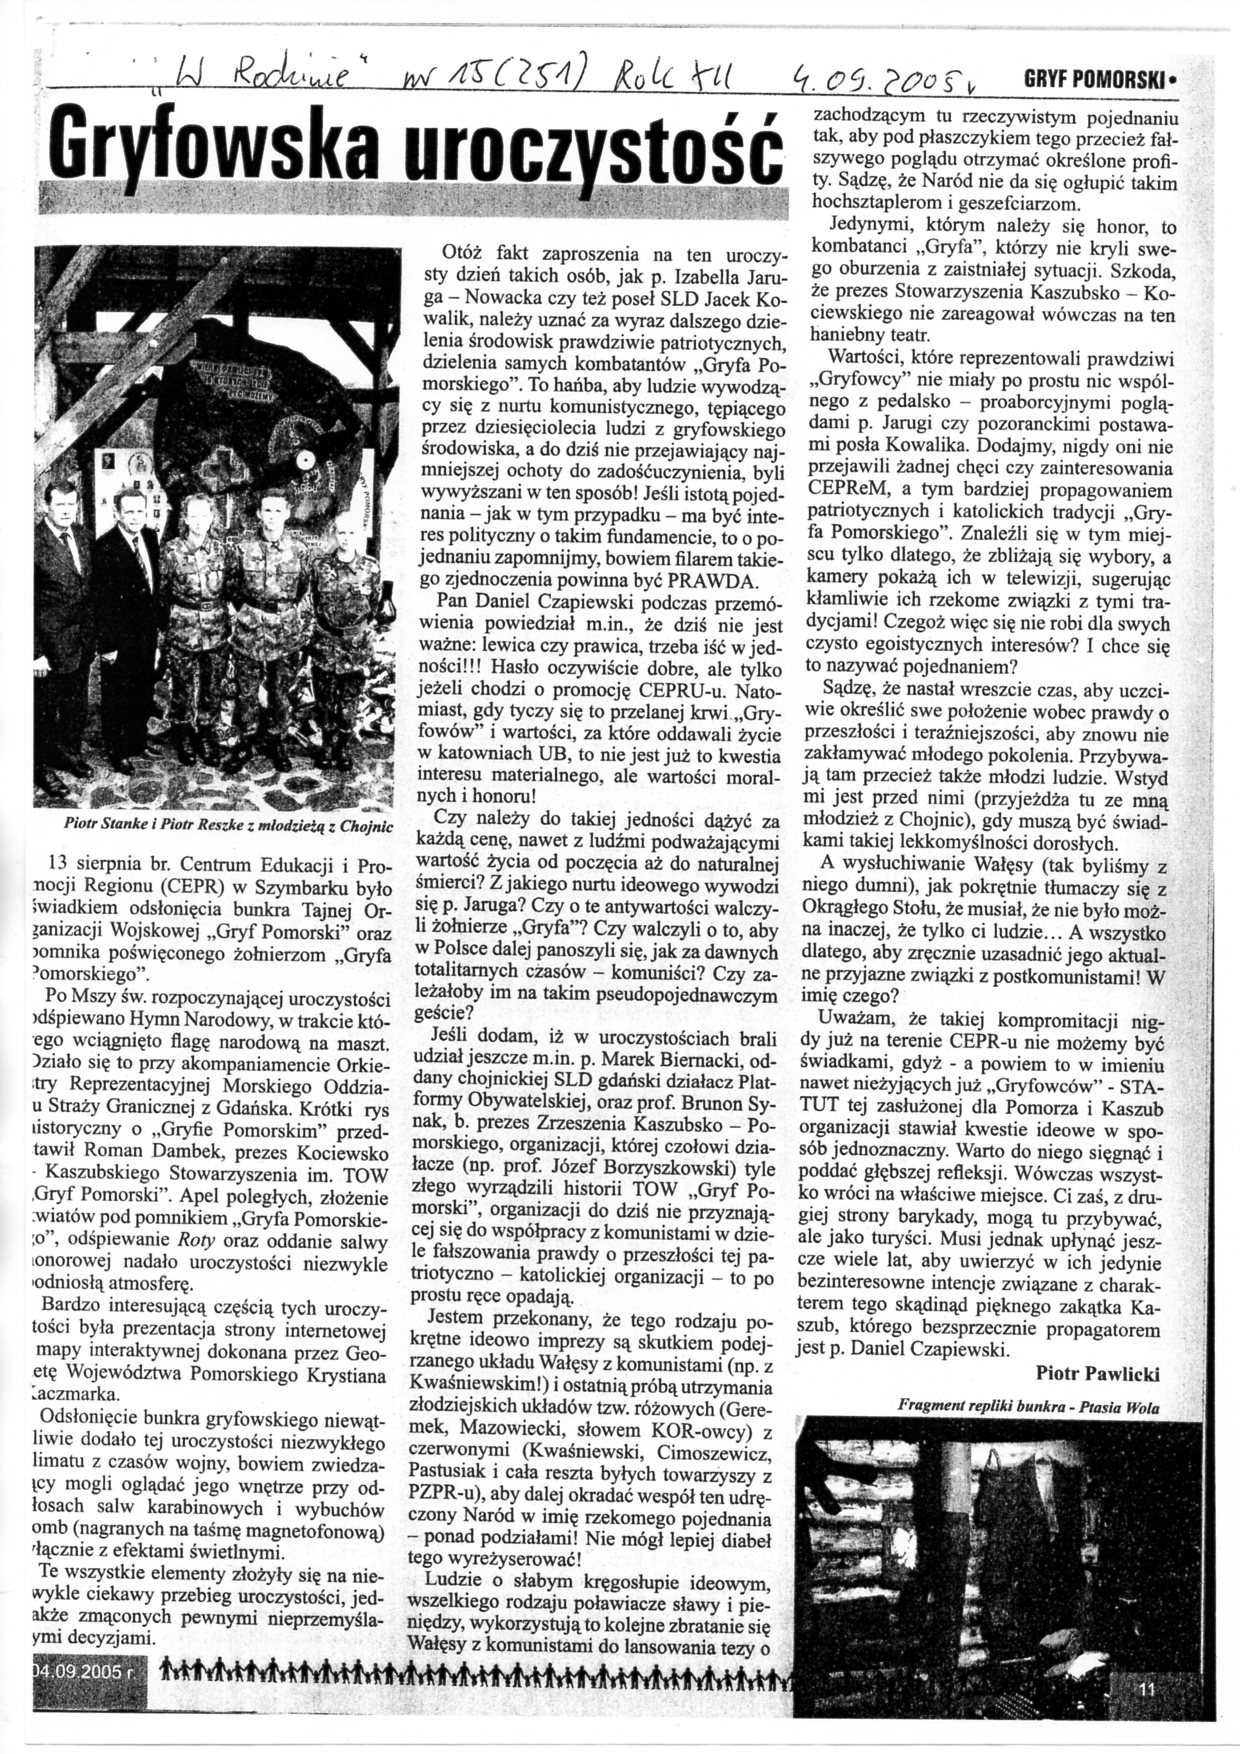 "W Rodzinie" nr 15(251) Rok XII 4.09.2005r
GRYF POMORSKI•
Gryfowska uroczystość
Piotr Stanke i Piotr Reszke z młodzieżą z Chojnic
13 sierpnia br. Centrum Edukacji i Pro-
mocji Regionu (CEPR) w Szymbarku było
świadkiem odsłonięcia bunkra Tajnej Or-
ganizacji Wojskowej „Gryf Pomorski” oraz
pomnika poświęconego żołnierzom „Gryfa
Pomorskiego”.
Po Mszy św. rozpoczynającej uroczystości
odśpiewano Hymn Narodowy, w trakcie któ-
rego wciągnięto flagę narodową na maszt.
Działo się to przy akompaniamencie Orkie-
stry Reprezentacyjnej Morskiego Oddzia-
u Straży Granicznej z Gdańska. Krótki rys
historyczny o „Gryfie Pomorskim” przed-
tawił Roman Dambek, prezes Kociewsko
- Kaszubskiego Stowarzyszenia im. TOW
„Gryf Pomorski”. Apel poległych, złożenie
kwiatów pod pomnikiem „Gryfa Pomorskie-
go”, odśpiewanie Roty oraz oddanie salwy
honorowej nadało uroczystości niezwykle
podniosłą atmosferę.
Bardzo interesującą częścią tych uroczy-
tości była prezentacja strony internetowej
mapy interaktywnej dokonana przez Geo-
etę Województwa Pomorskiego Krystiana
Kaczmarka.
Odsłonięcie bunkra gryfowskiego niewąt-
liwie dodało tej uroczystości niezwykłego
limatu z czasów wojny, bowiem zwiedza-
ący mogli oglądać jego wnętrze przy od-
łosach salw karabinowych i wybuchów
omb (nagranych na taśmę magnetofonową)
włącznie z efektami świetlnymi.
Te wszystkie elementy złożyły się na nie-
wykle ciekawy przebieg uroczystości, jed-
akże zmąconych pewnymi nieprzemyśla-
ymi decyzjami.
04.09.2005 r.
Otóż fakt zaproszenia na ten uroczy-
sty dzień takich osób, jak p. Izabella Jaru-
ga – Nowacka czy też poseł SLD Jacek Ko-
walik, należy uznać za wyraz dalszego dzie-
lenia środowisk prawdziwie patriotycznych,
dzielenia samych kombatantów „Gryfa Po-
morskiego”. To hańba, aby ludzie wywodzą-
cy się z nurtu komunistycznego, tępiącego
przez dziesięciolecia ludzi z gryfowskiego
środowiska, a do dziś nie przejawiający naj-
mniejszej ochoty do zadośćuczynienia, byli
wywyższani w ten sposób! Jeśli istotą pojed-
nania – jak w tym przypadku – ma być inte-
res polityczny o takim fundamencie, to o po-
jednaniu zapomnijmy, bowiem filarem takie-
go zjednoczenia powinna być PRAWDA.
Pan Daniel Czapiewski podczas przemó-
wienia powiedział m.in., że dziś nie jest
ważne: lewica czy prawica, trzeba iść w jed-
ności!!! Hasło oczywiście dobre, ale tylko
jeżeli chodzi o promocję CEPRU-u. Nato-
miast, gdy tyczy się to przelanej krwi „Gry-
fowów” i wartości, za które oddawali życie
w katowniach UB, to nie jest już to kwestia
interesu materialnego, ale wartości moral-
nych i honoru!
Czy należy do takiej jedności dążyć za
każdą cenę, nawet z ludźmi podważającymi
wartość życia od poczęcia aż do naturalnej
śmierci? Z jakiego nurtu ideowego wywodzi
się p. Jaruga? Czy o te antywartości walczy-
li żołnierze „Gryfa”? Czy walczyli o to, aby
w Polsce dalej panoszyli się, jak za dawnych
totalitarnych czasów – komuniści? Czy za-
leżałoby im na takim pseudopojednawczym
geście?
Jeśli dodam, iż w uroczystościach brali
udział jeszcze m.in. p. Marek Biernacki, od-
dany chojnickiej SLD gdański działacz Plat-
formy Obywatelskiej, oraz prof. Brunon Sy-
nak, b. prezes Zrzeszenia Kaszubsko – Po-
morskiego, organizacji, której czołowi dzia-
łacze (np. prof. Józef Borzyszkowski) tyle
złego wyrządzili historii TOW „Gryf Po-
morski”, organizacji do dziś nie przyznają-
cej się do współpracy z komunistami w dzie-
le fałszowania prawdy o przeszłości tej pa-
triotyczno – katolickiej organizacji – to po
prostu ręce opadają.
Jestem przekonany, że tego rodzaju po-
krętne ideowo imprezy są skutkiem podej-
rzanego układu Wałęsy z komunistami (np. z
Kwaśniewskim!) i ostatnią próbą utrzymania
złodziejskich układów tzw. różowych (Gere-
mek, Mazowiecki, słowem KOR-owcy) z
czerwonymi (Kwaśniewski, Cimoszewicz,
Pastusiak i cała reszta byłych towarzyszy z
PZPR-u), aby dalej okradać wespół ten udrę-
czony Naród w imię rzekomego pojednania
– ponad podziałami! Nie mógł lepiej diabeł
tego wyreżyserować!
Ludzie o słabym kręgosłupie ideowym,
wszelkiego rodzaju poławiacze sławy i pie-
niędzy, wykorzystują to kolejne zbratanie się
Wałęsy z komunistami do lansowania tezy o
zachodzącym tu rzeczywistym pojednaniu
tak, aby pod płaszczykiem tego przecież fał-
szywego poglądu otrzymać określone profi-
ty. Sądzę, że Naród nie da się ogłupić takim
hochsztaplerom i geszefciarzom.
Jedynymi, którym należy się honor, to
kombatanci „Gryfa”, którzy nie kryli swe-
go oburzenia z zaistniałej sytuacji. Szkoda,
że prezes Stowarzyszenia Kaszubsko – Ko-
ciewskiego nie zareagował wówczas na ten
haniebny teatr.
Wartości, które reprezentowali prawdziwi
„Gryfowcy” nie miały po prostu nic wspól-
nego z pedalsko – proaborcyjnymi poglą-
dami p. Jarugi czy pozoranckimi postawa-
mi posła Kowalika. Dodajmy, nigdy oni nie
przejawili żadnej chęci czy zainteresowania
CEPReM, a tym bardziej propagowaniem
patriotycznych i katolickich tradycji „Gry-
fa Pomorskiego”. Znaleźli się w tym miej-
scu tylko dlatego, że zbliżają się wybory, a
kamery pokażą ich w telewizji, sugerując
kłamliwie ich rzekome związki z tymi tra-
dycjami! Czegoż więc się nie robi dla swych
czysto egoistycznych interesów? I chce się
to nazywać pojednaniem?
Sądzę, że nastał wreszcie czas, aby uczci-
wie określić swe położenie wobec prawdy o
przeszłości i teraźniejszości, aby znowu nie
zakłamywać młodego pokolenia. Przybywa-
ją tam przecież także młodzi ludzie. Wstyd
mi jest przed nimi (przyjeżdża tu ze mną
młodzież z Chojnic), gdy muszą być świad-
kami takiej lekkomyślności dorosłych.
A wysłuchiwanie Wałęsy (tak byliśmy z
niego dumni), jak pokrętnie tłumaczy się z
Okrągłego Stołu, że musiał, że nie było moż-
na inaczej, że tylko ci ludzie... A wszystko
dlatego, aby zręcznie uzasadnić jego aktual-
ne przyjazne związki z postkomunistami! W
imię czego?
Uważam, że takiej kompromitacji nig-
dy już na terenie CEPR-u nie możemy być
świadkami, gdyż - a powiem to w imieniu
nawet nieżyjących już „Gryfowców” - STA-
TUT tej zasłużonej dla Pomorza i Kaszub
organizacji stawiał kwestie ideowe w spo-
sób jednoznaczny. Warto do niego sięgnąć i
poddać głębszej refleksji. Wówczas wszyst-
ko wróci na właściwe miejsce. Ci zaś, z dru-
giej strony barykady, mogą tu przybywać,
ale jako turyści. Musi jednak upłynąć jesz-
cze wiele lat, aby uwierzyć w ich jedynie
bezinteresowne intencje związane z charak-
terem tego skądinąd pięknego zakątka Ka-
szub, którego bezsprzecznie propagatorem
jest p. Daniel Czapiewski.
Piotr Pawlicki
Fragment repliki bunkra - Ptasia Wola
11